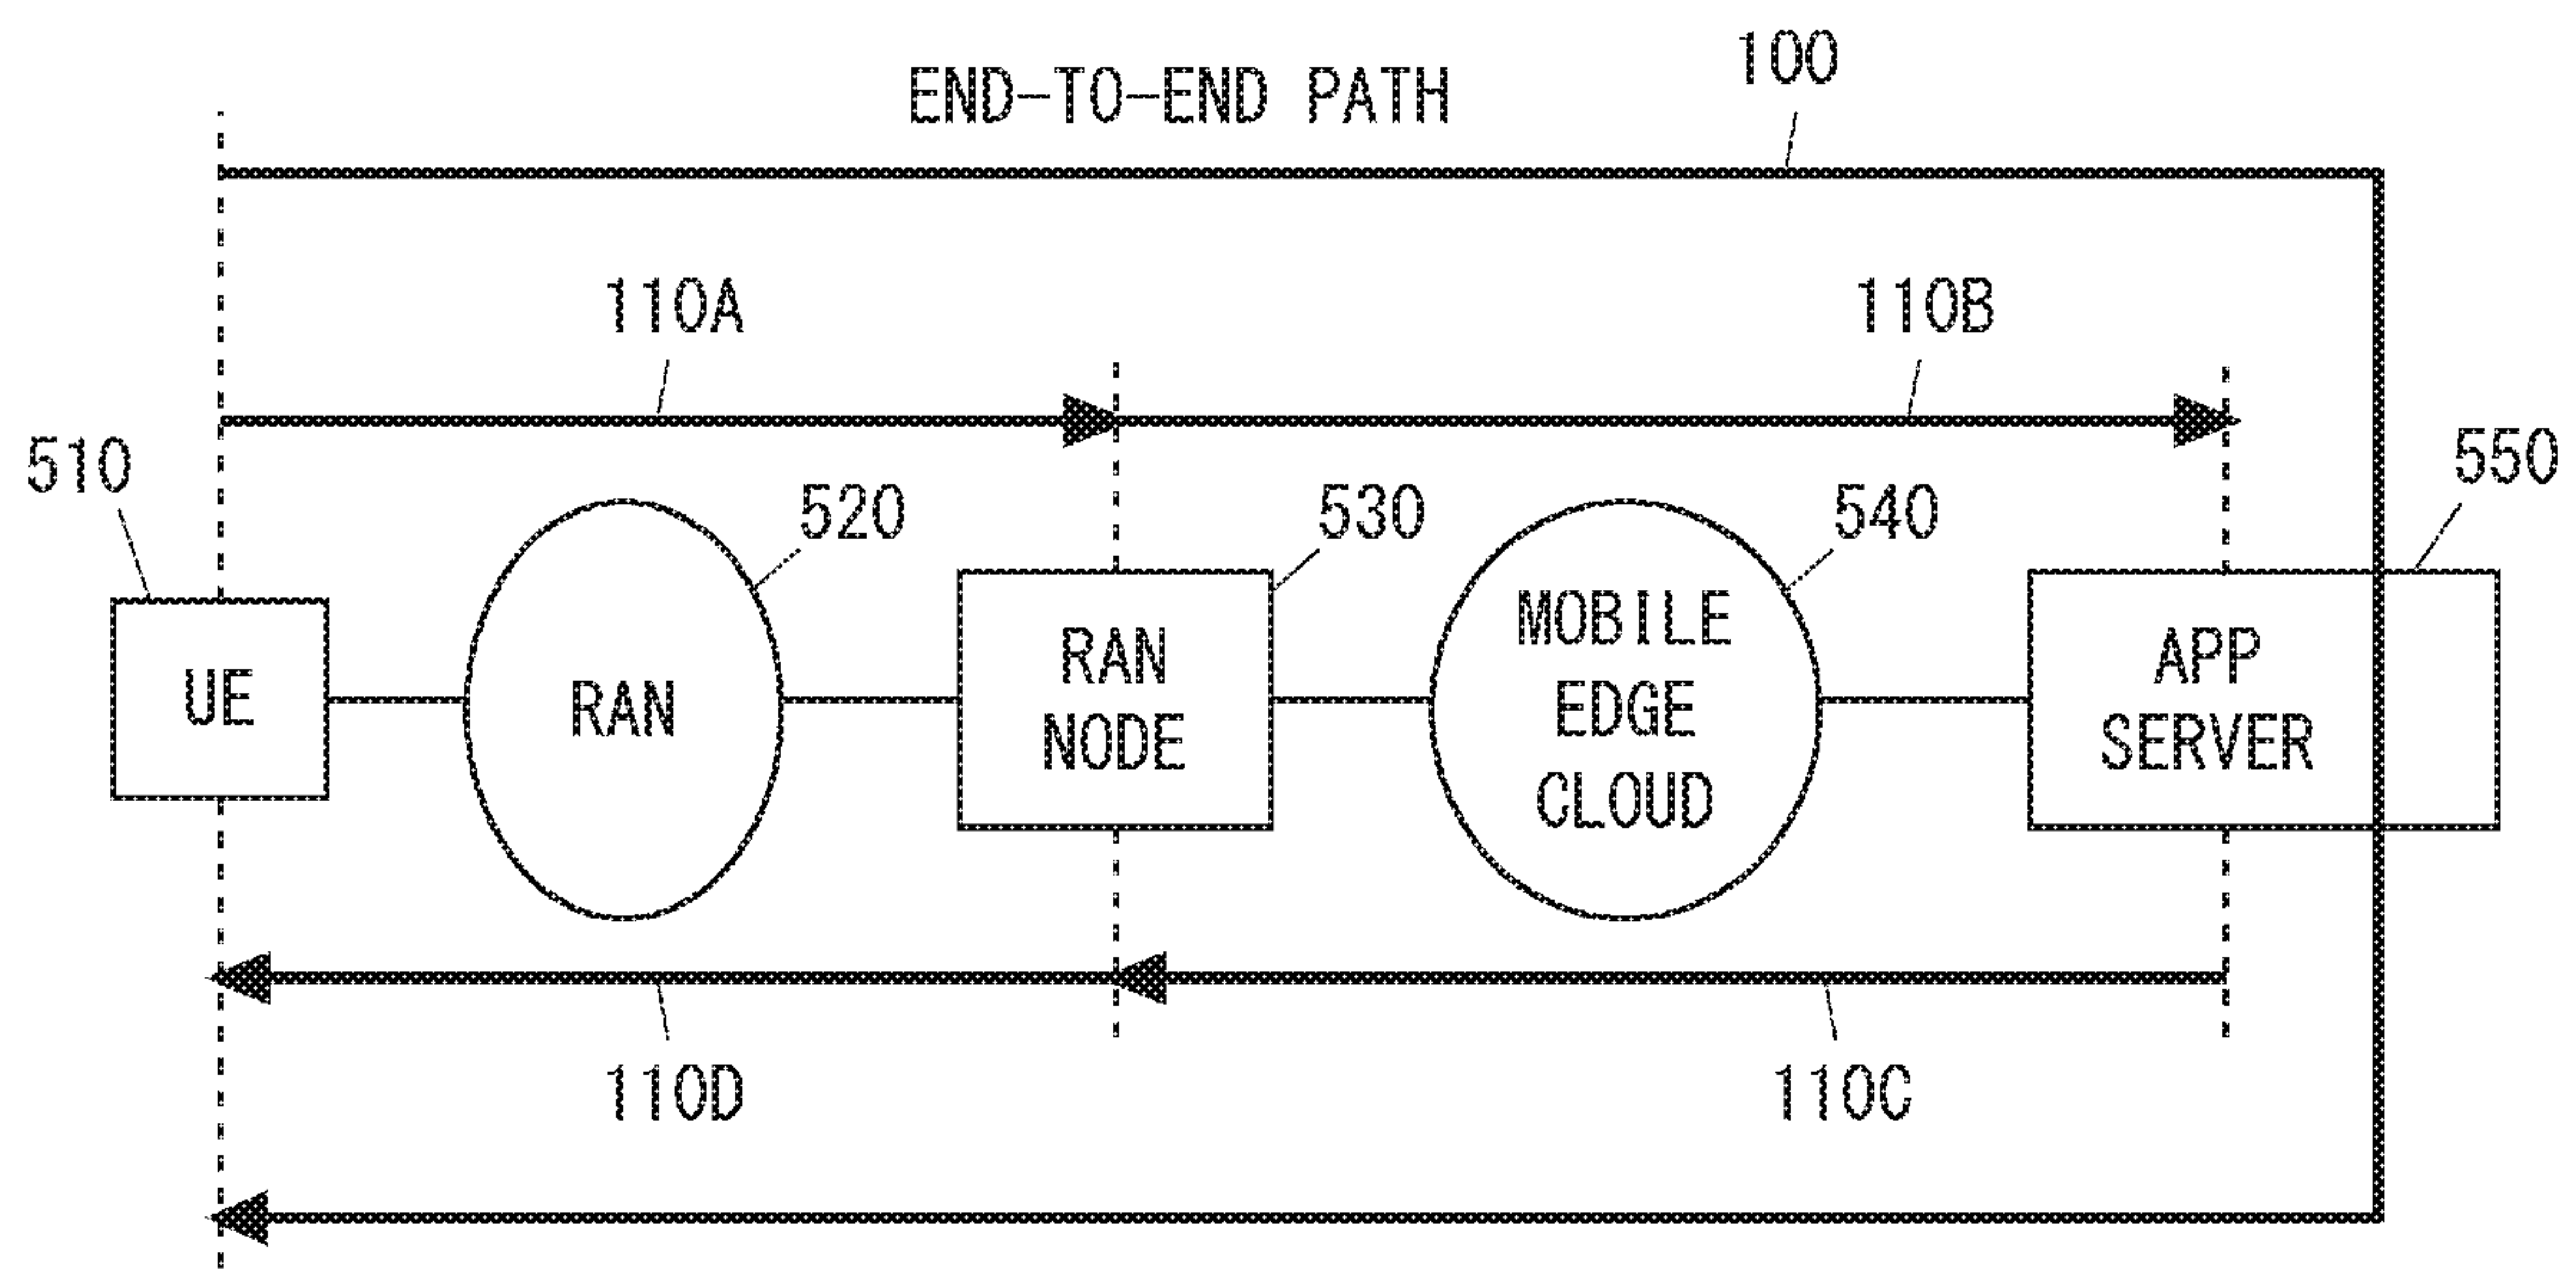 100
END-TO-END PATH
110A
110B
510
520
530
540
550
UE
RAN
RAN
NODE
MOBILE
EDGE
CLOUD
APP
SERVER
110D
110C